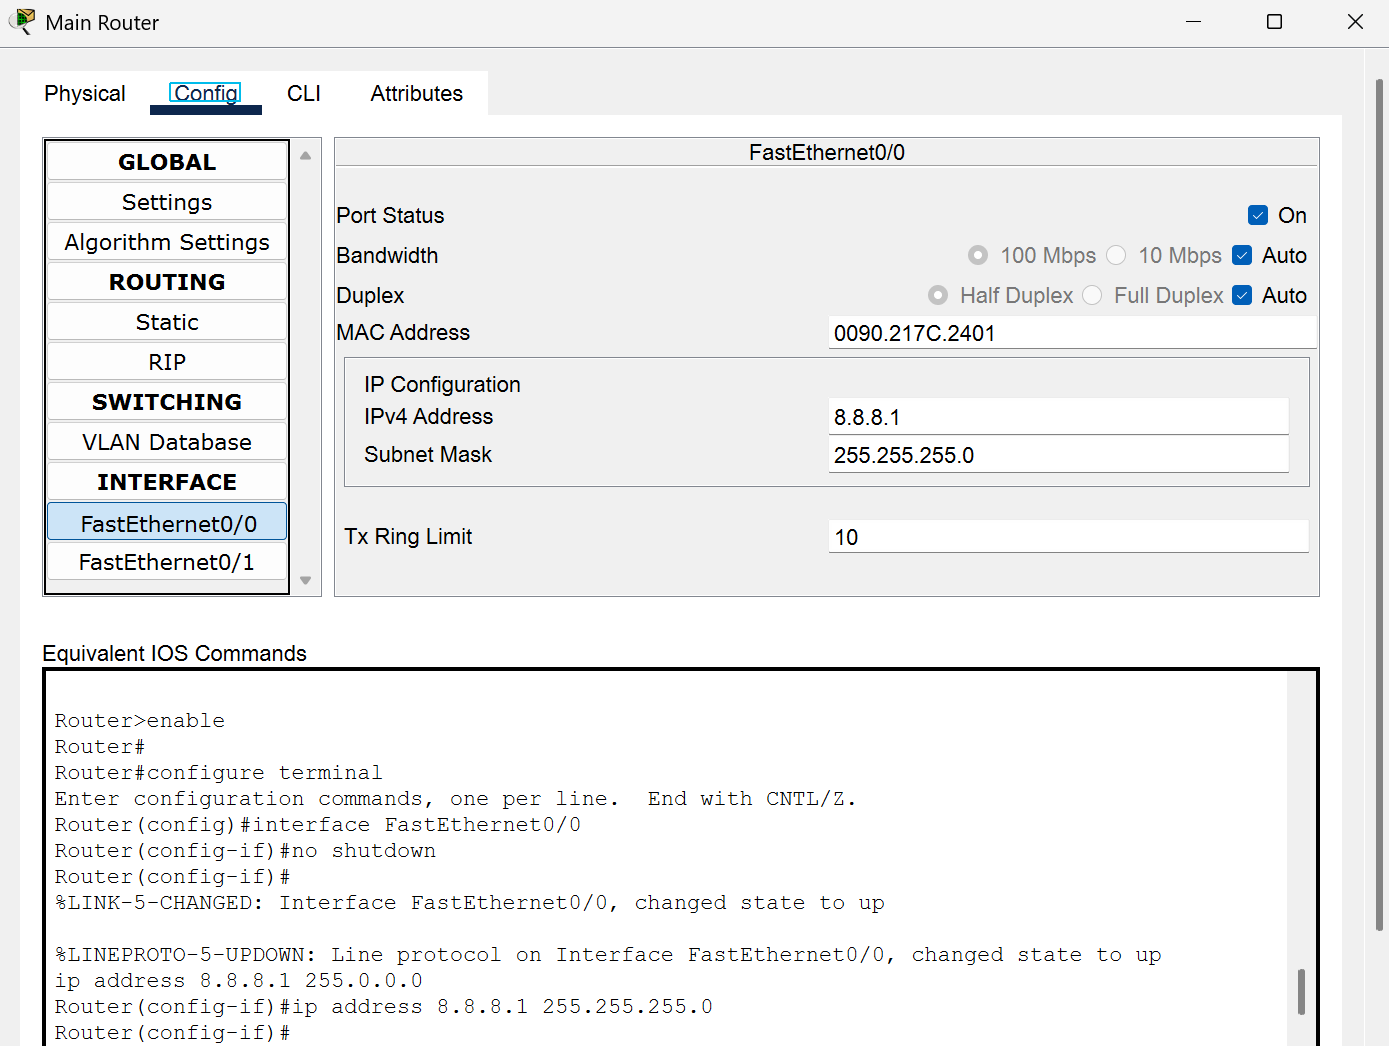 Main Router
Physical
Config
CLI
Attributes
GLOBAL
Settings
Algorithm Settings
ROUTING
Static
RIP
SWITCHING
VLAN Database
INTERFACE
FastEthernet0/0
FastEthernet0/1
FastEthernet0/0
Port Status
On
Bandwidth
100 Mbps
10 Mbps
Auto
Duplex
Half Duplex
Full Duplex
Auto
MAC Address
0090.217C.2401
IP Configuration
IPv4 Address
8.8.8.1
Subnet Mask
255.255.255.0
Tx Ring Limit
10
Equivalent IOS Commands
Router>enable
Router#
Router#configure terminal
Enter configuration commands, one per line.  End with CNTL/Z.
Router(config)#interface FastEthernet0/0
Router(config-if)#no shutdown
Router(config-if)#
%LINK-5-CHANGED: Interface FastEthernet0/0, changed state to up
%LINEPROTO-5-UPDOWN: Line protocol on Interface FastEthernet0/0, changed state to up
ip address 8.8.8.1 255.0.0.0
Router(config-if)#ip address 8.8.8.1 255.255.255.0
Router(config-if)#